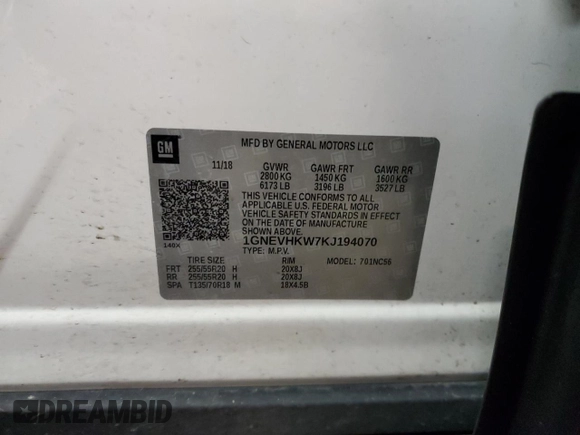 GM
MFD BY GENERAL MOTORS LLC
11/18 GVWR GAWR FRT GAWR RR
2800 KG 1450 KG 1600 KG
6173 LB 3196 LB 3527 LB
THIS VEHICLE CONFORMS TO ALL
APPLICABLE U.S. FEDERAL MOTOR
VEHICLE SAFETY STANDARDS IN EFFECT
ON THE DATE OF MANUFACTURE SHOWN ABOVE.
1GNEVHKW7KJ194070
140X TYPE: M.P.V. MODEL: 701NC56
TIRE SIZE RIM
FRT 255/55R20 H 20X8J
RR 255/55R20 H 20X8J
SPA T135/70R18 M 18X4.5B
DREAMBID